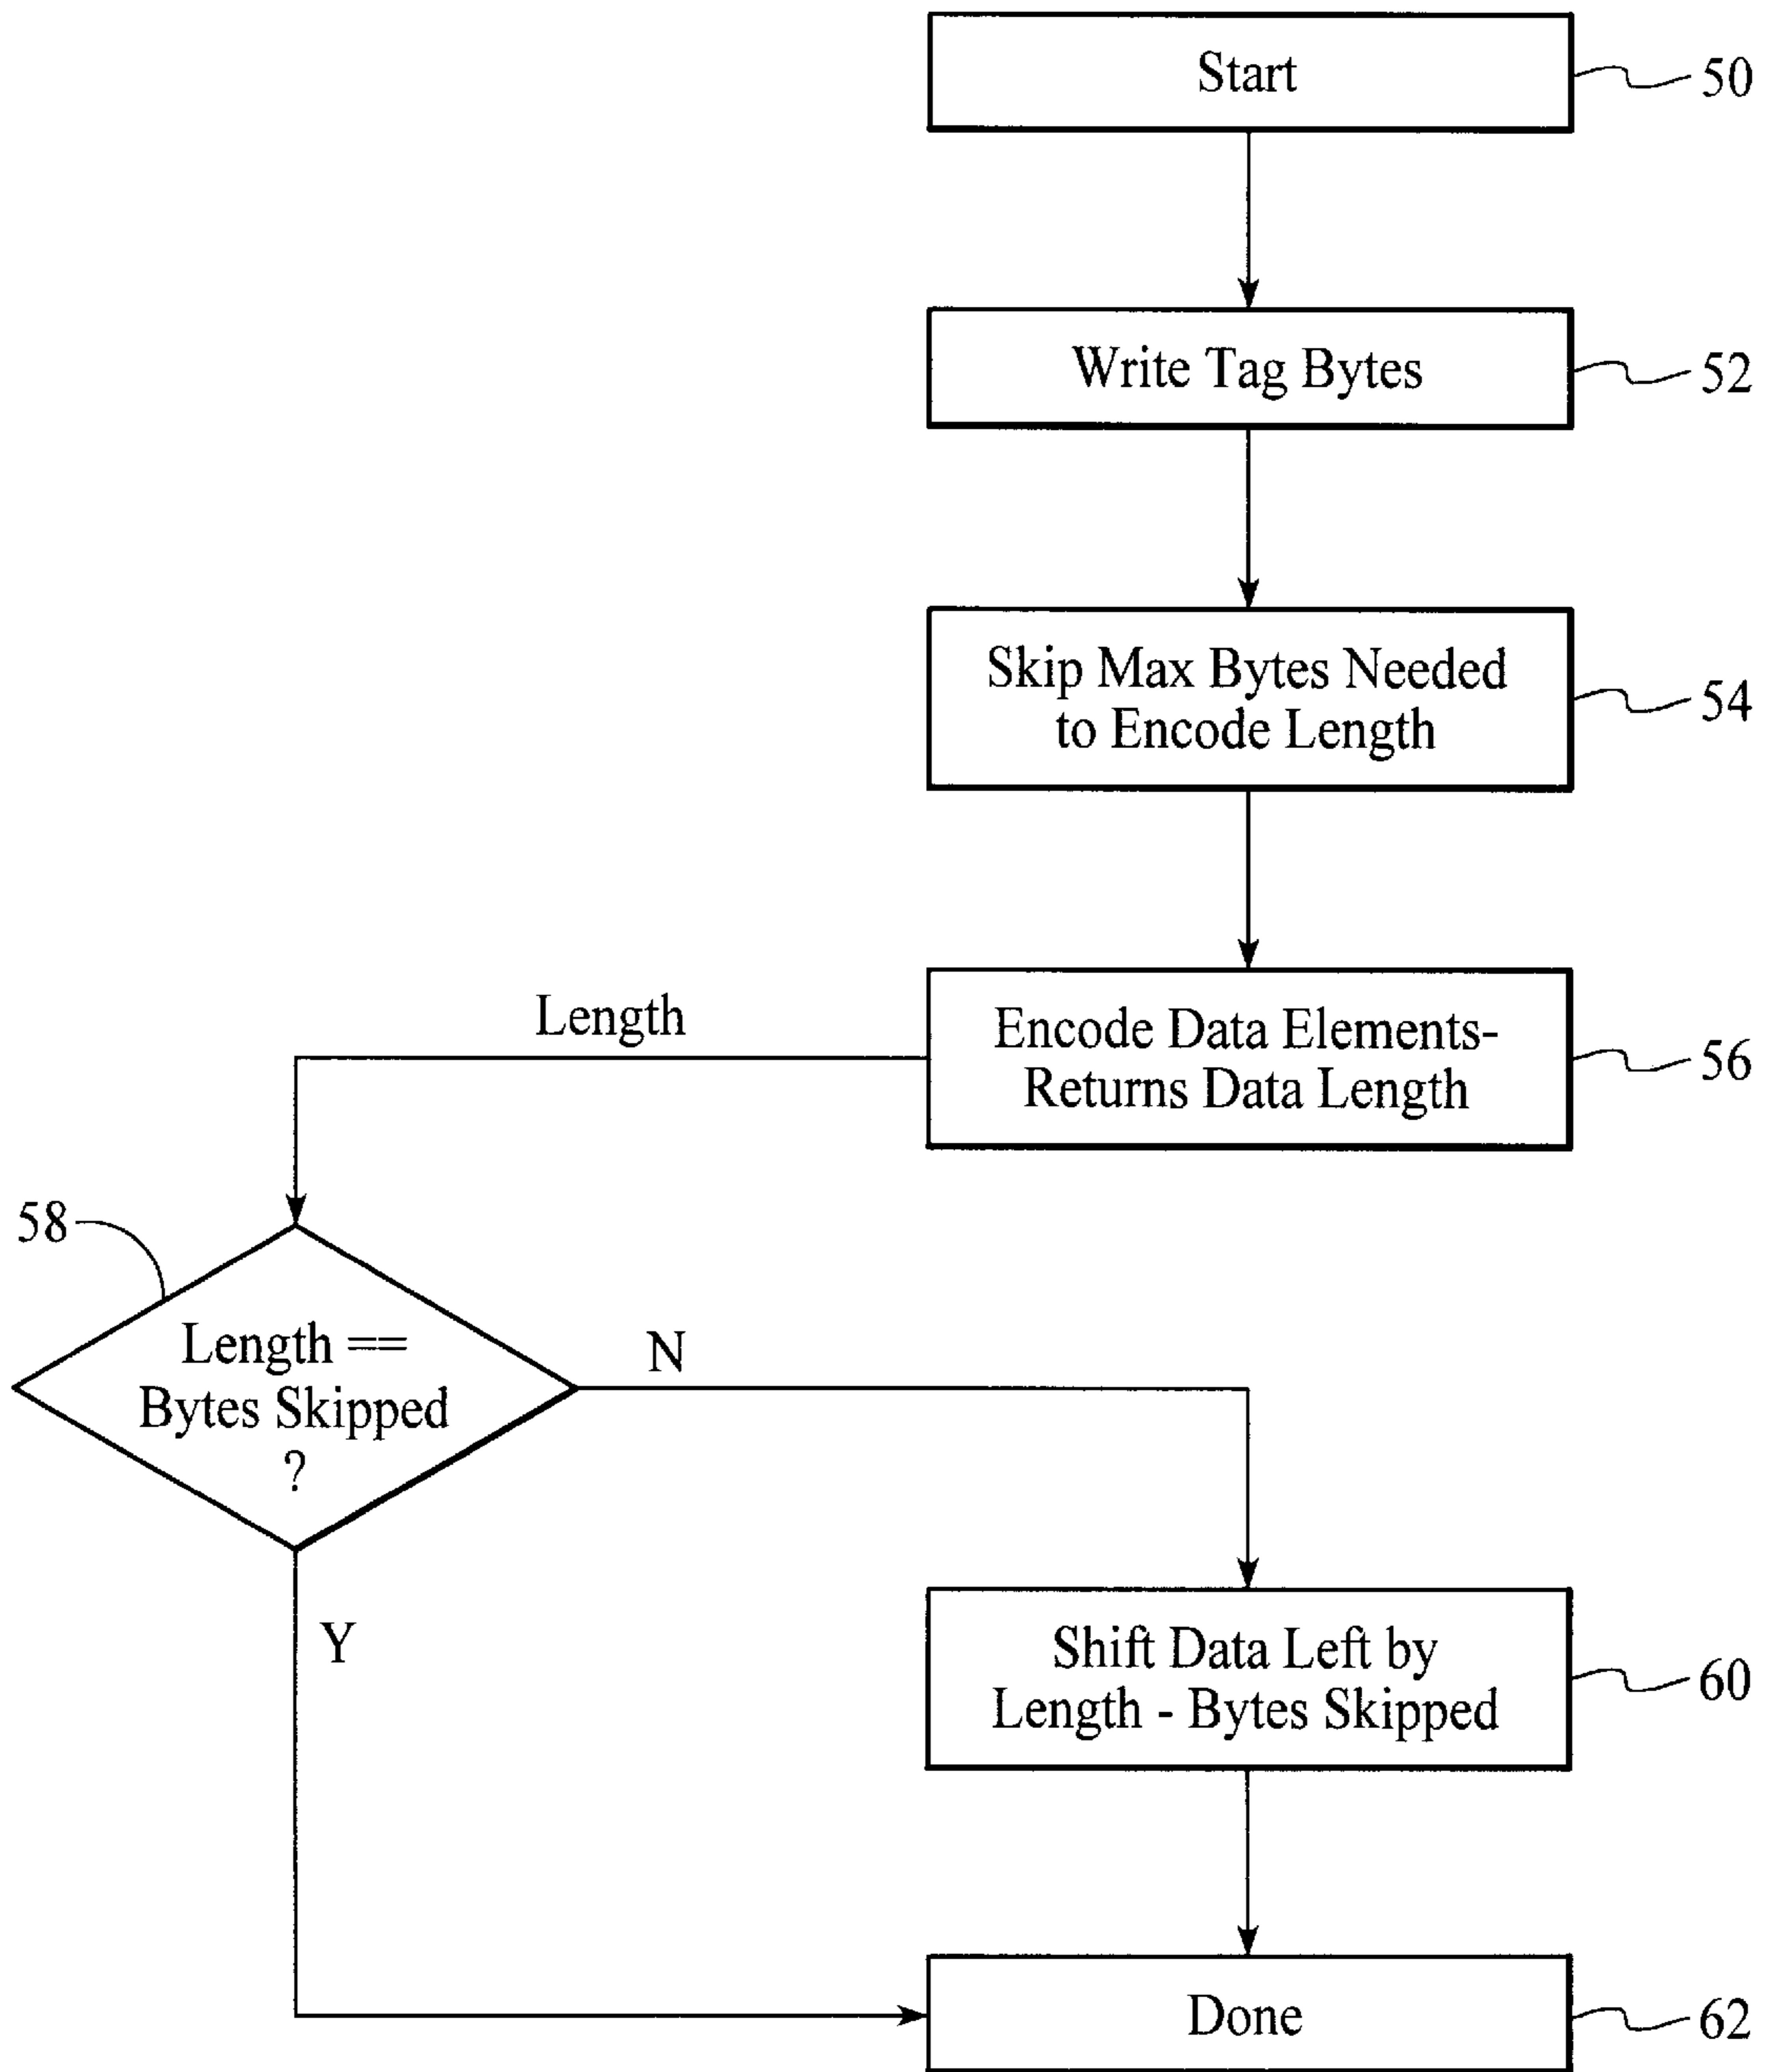 Start
50
Write Tag Bytes
52
Skip Max Bytes Needed
to Encode Length
54
Length
Encode Data Elements-
Returns Data Length
56
58
Length ==
Bytes Skipped
?
N
Y
Shift Data Left by
Length - Bytes Skipped
60
Done
62